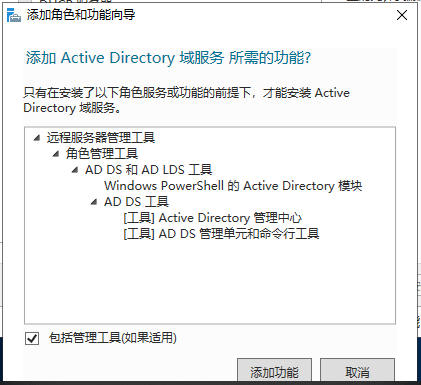 添加角色和功能向导
添加 Active Directory 域服务 所需的功能?
只有在安装了以下角色服务或功能的前提下，才能安装 Active
Directory 域服务。
远程服务器管理工具
角色管理工具
AD DS 和 AD LDS 工具
Windows PowerShell 的 Active Directory 模块
AD DS 工具
[工具] Active Directory 管理中心
[工具] AD DS 管理单元和命令行工具
包括管理工具(如果适用)
添加功能
取消